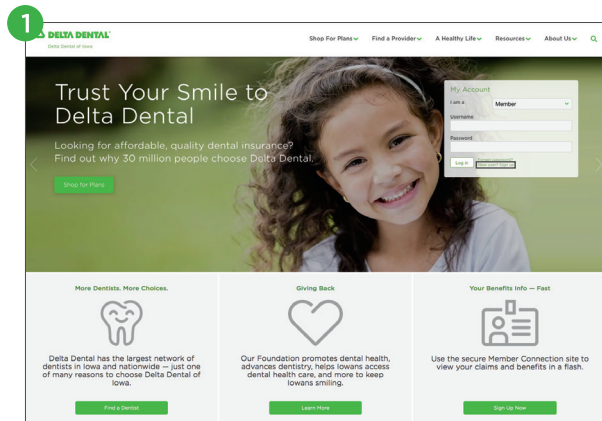 1
DELTA DENTAL
Delta Dental of Iowa
Shop For Plans Find a Provider A Healthy Life Resources About Us
Trust Your Smile to
Delta Dental
Looking for affordable, quality dental insurance?
Find out why 30 million people choose Delta Dental.
Shop for Plans
My Account
I am a Member
Username
Password
Forgot password?
Log in New user? Sign up
More Dentists. More Choices.
Delta Dental has the largest network of
dentists in Iowa and nationwide — just one
of many reasons to choose Delta Dental of
Iowa.
Find a Dentist
Giving Back
Our Foundation promotes dental health,
advances dentistry, helps Iowans access
dental health care, and more to keep
Iowans smiling.
Learn More
Your Benefits Info — Fast
Use the secure Member Connection site to
view your claims and benefits in a flash.
Sign Up Now